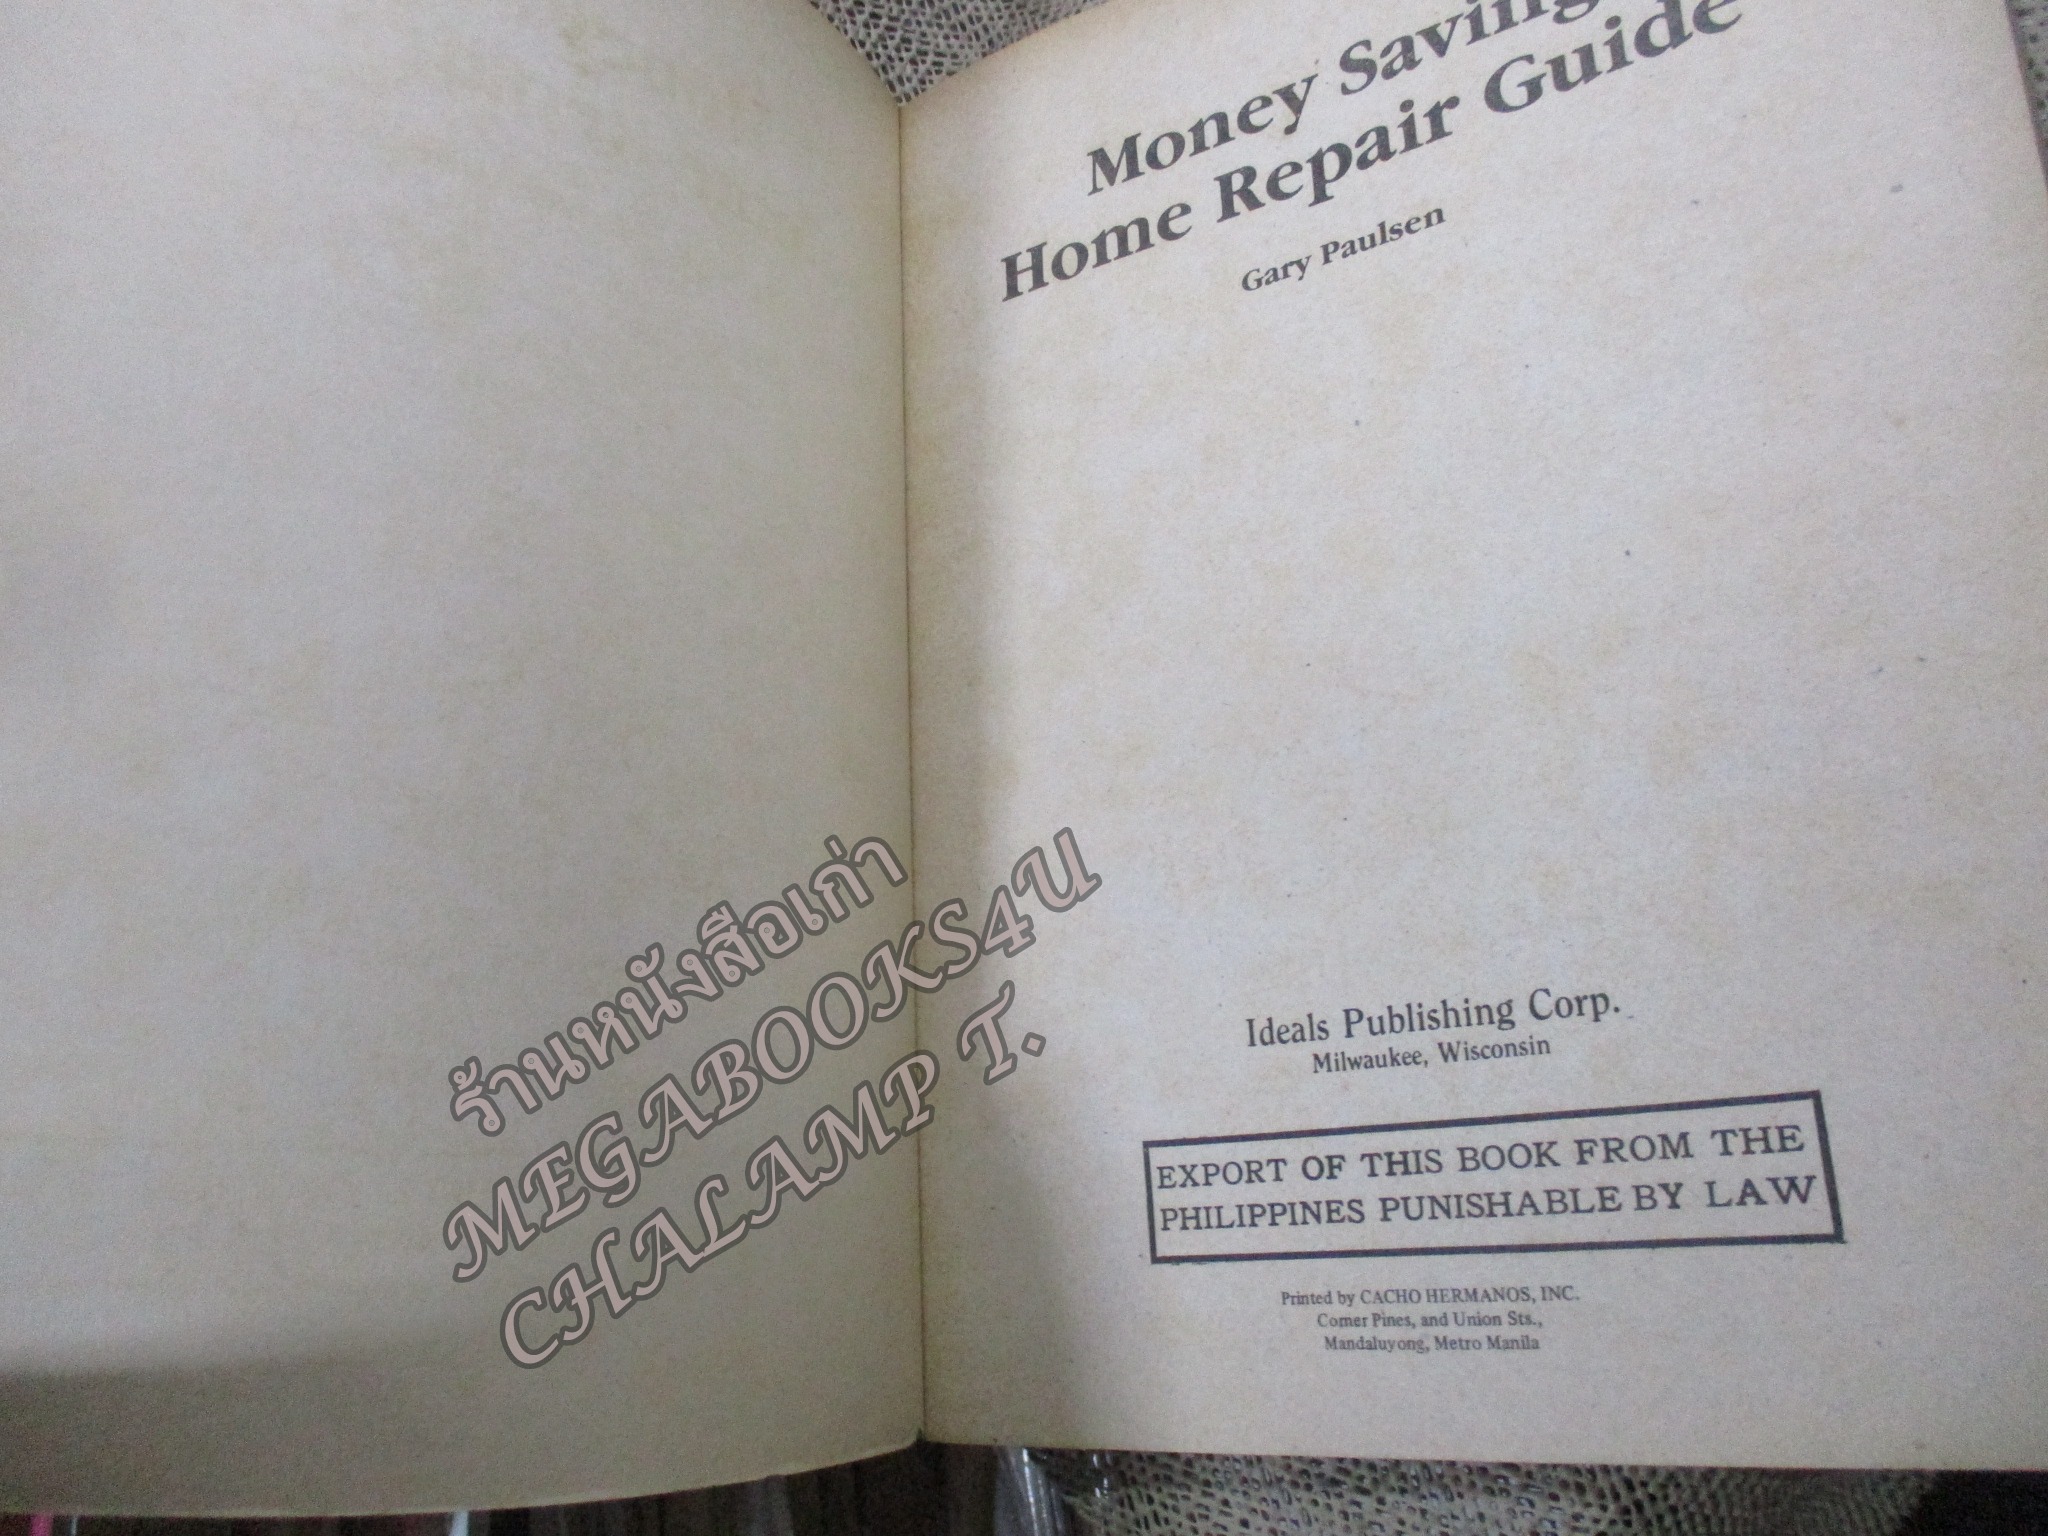 Money Saving
Home Repair Guide
Gary Paulsen
Ideals Publishing Corp.
Milwaukee, Wisconsin
EXPORT OF THIS BOOK FROM THE
PHILIPPINES PUNISHABLE BY LAW
Printed by CACHO HERMANOS, INC.
Corner Pines, and Union Sts.,
Mandaluyong, Metro Manila
ร้านหนังสือเก่า
MEGABOOKS4U
CHALAMP T.